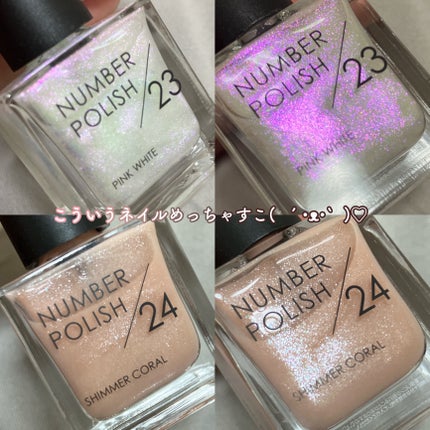 NUMBER
POLISH
/23
PINK WHITE
NUMBER
POLISH
/23
PINK WHITE
こういうネイルめっちゃすこ( ´•ᴥ•` )♡
NUMBER
POLISH
/24
SHIMMER CORAL
NUMBER
POLISH
/24
SHIMMER CORAL